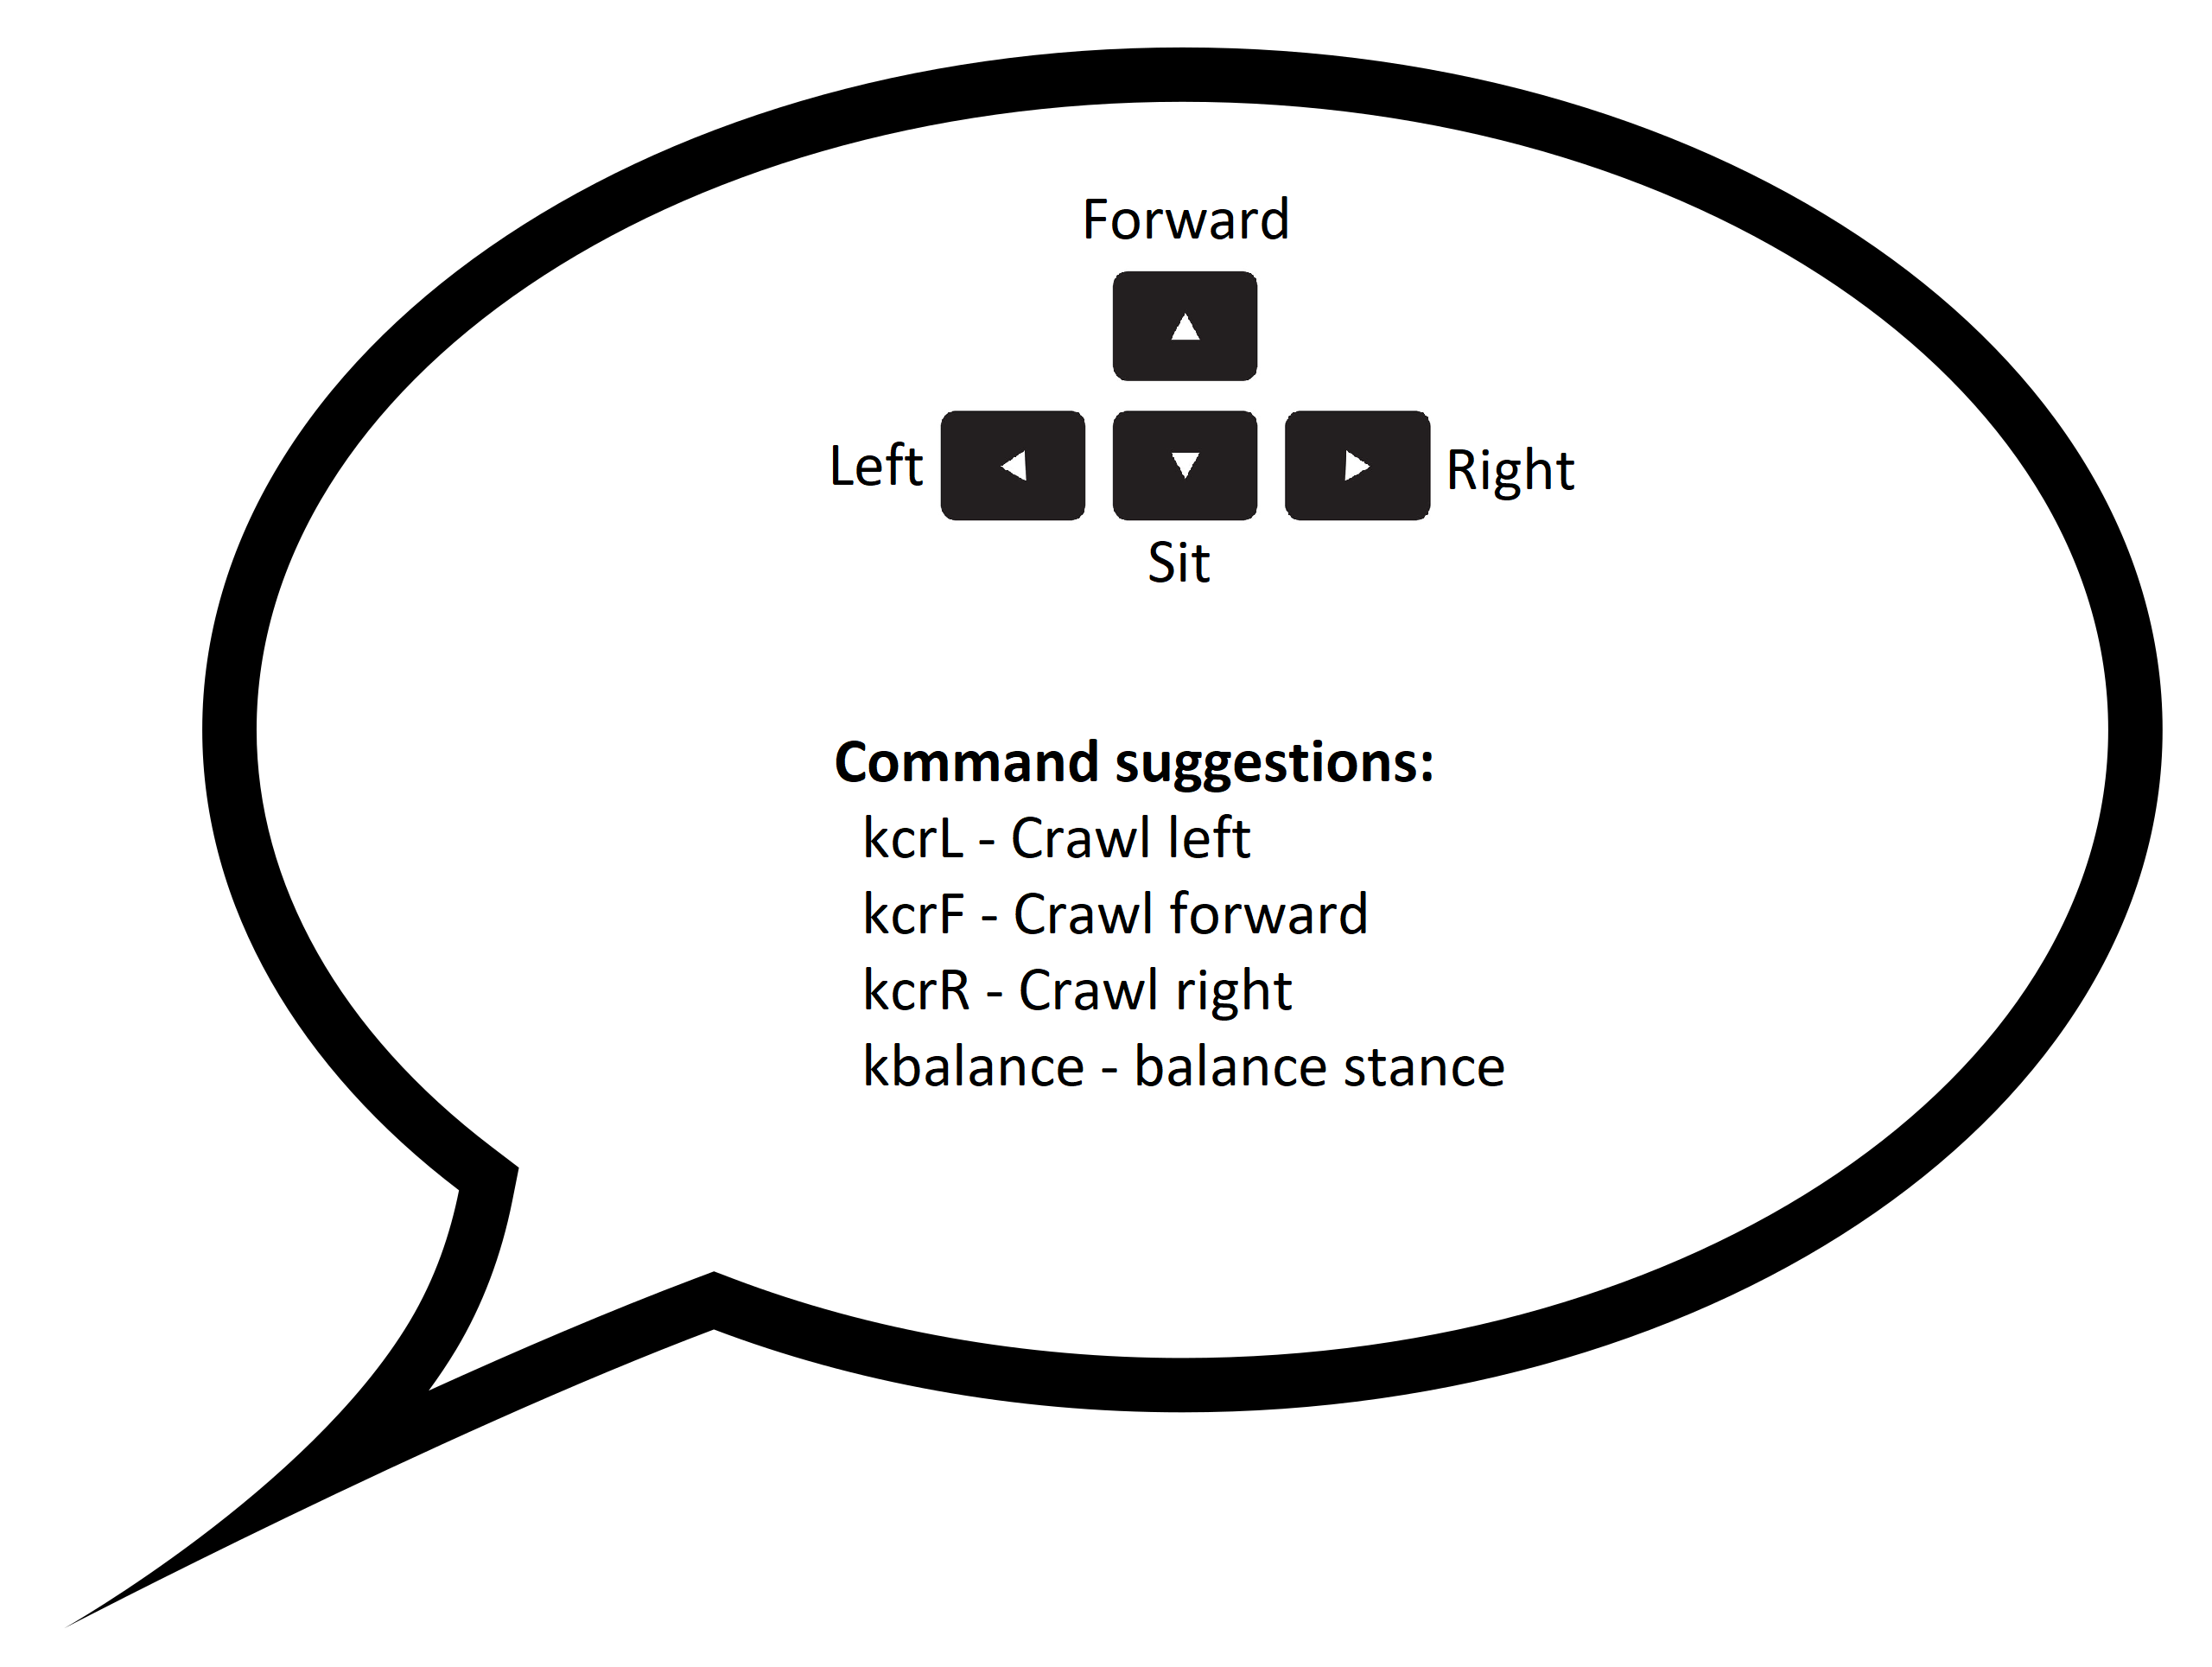 Forward
Left
Right
Sit
Command suggestions:
kcrL - Crawl left
kcrF - Crawl forward
kcrR - Crawl right
kbalance - balance stance